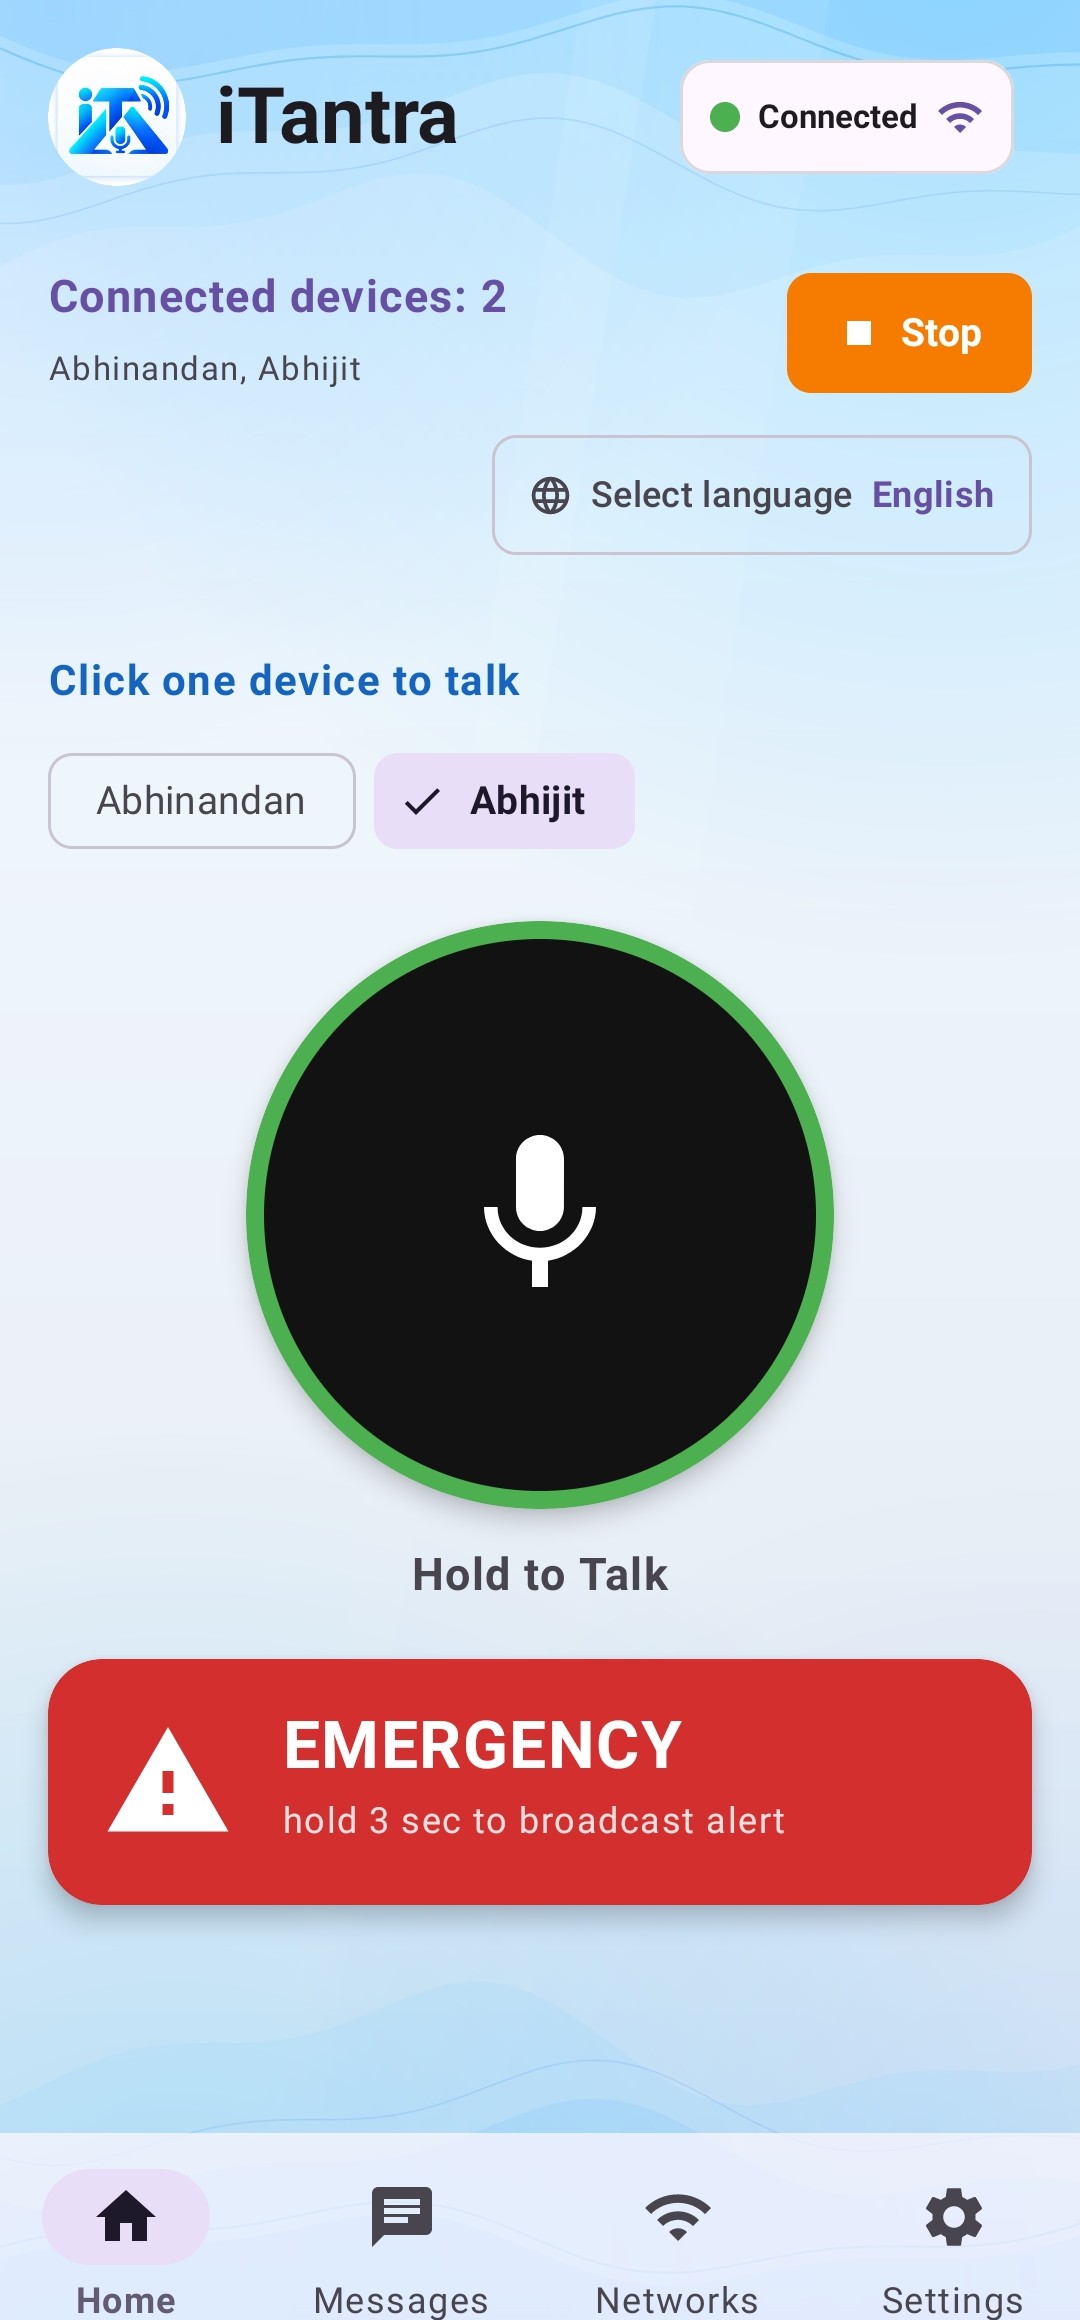 iTantra
Connected
Connected devices: 2
Abhinandan, Abhijit
Stop
Select language English
Click one device to talk
Abhinandan
Abhijit
Hold to Talk
EMERGENCY
hold 3 sec to broadcast alert
Home
Messages
Networks
Settings